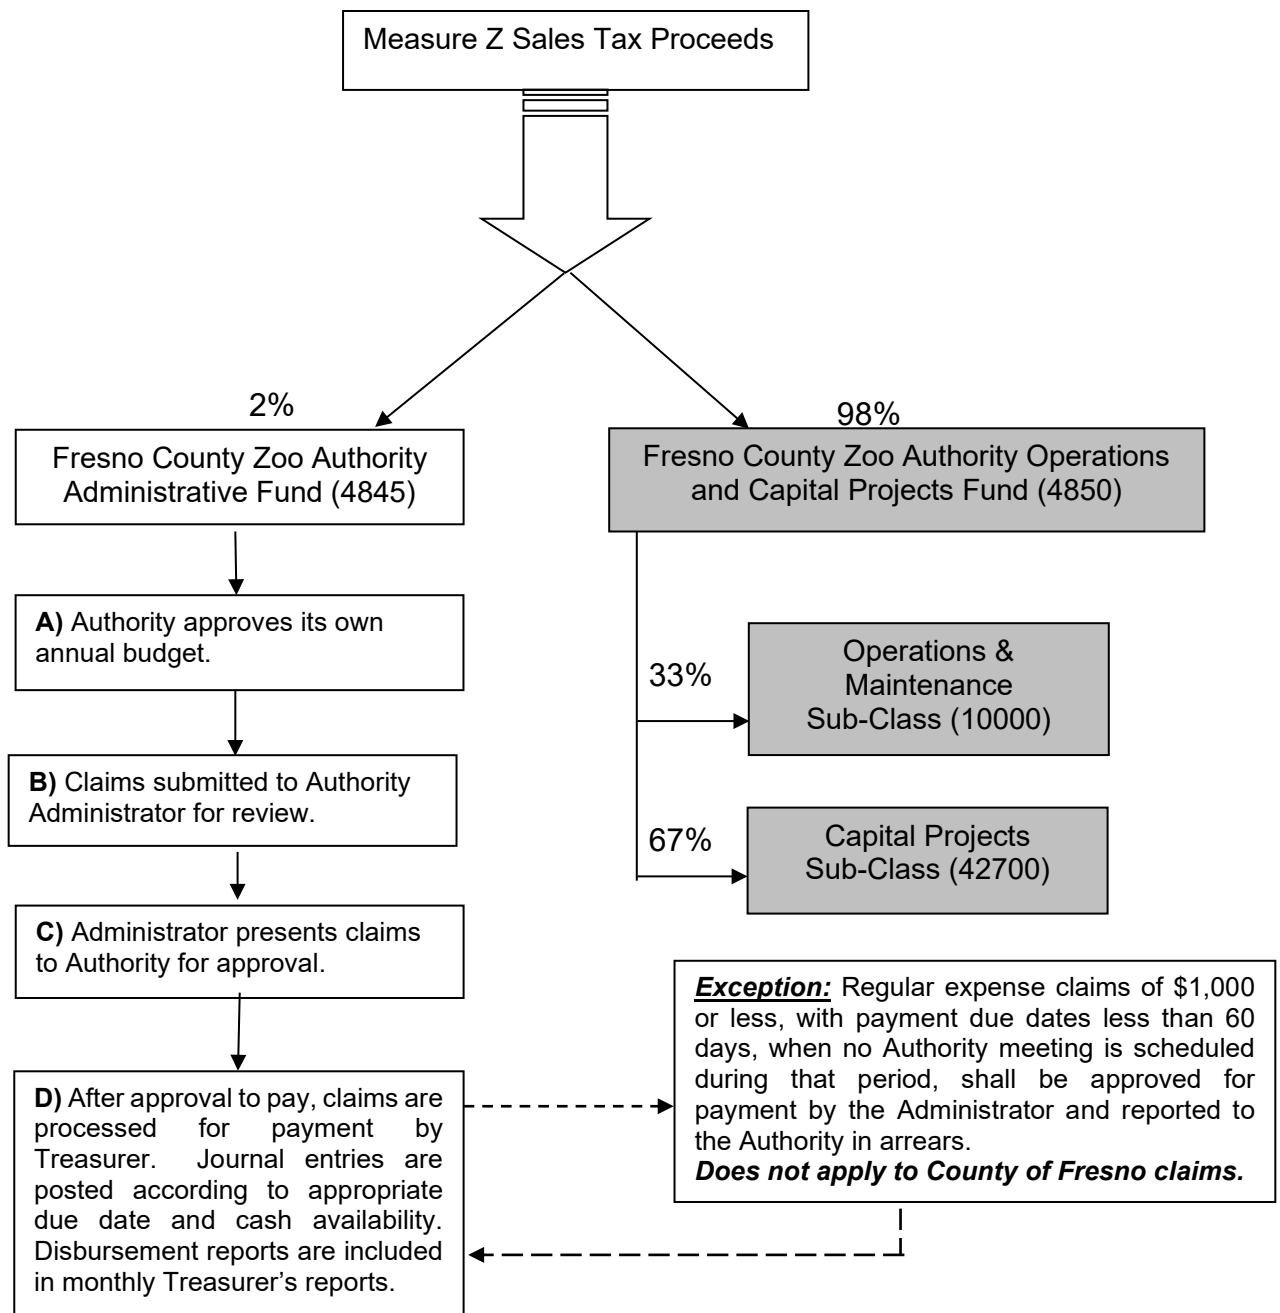 Measure Z Sales Tax Proceeds
2%
98%
Fresno County Zoo Authority
Administrative Fund (4845)
Fresno County Zoo Authority Operations
and Capital Projects Fund (4850)
A) Authority approves its own
annual budget.
33%
Operations &
Maintenance
Sub-Class (10000)
B) Claims submitted to Authority
Administrator for review.
67%
Capital Projects
Sub-Class (42700)
C) Administrator presents claims
to Authority for approval.
Exception: Regular expense claims of $1,000
or less, with payment due dates less than 60
days, when no Authority meeting is scheduled
during that period, shall be approved for
payment by the Administrator and reported to
the Authority in arrears.
Does not apply to County of Fresno claims.
D) After approval to pay, claims are
processed for payment by
Treasurer. Journal entries are
posted according to appropriate
due date and cash availability.
Disbursement reports are included
in monthly Treasurer’s reports.